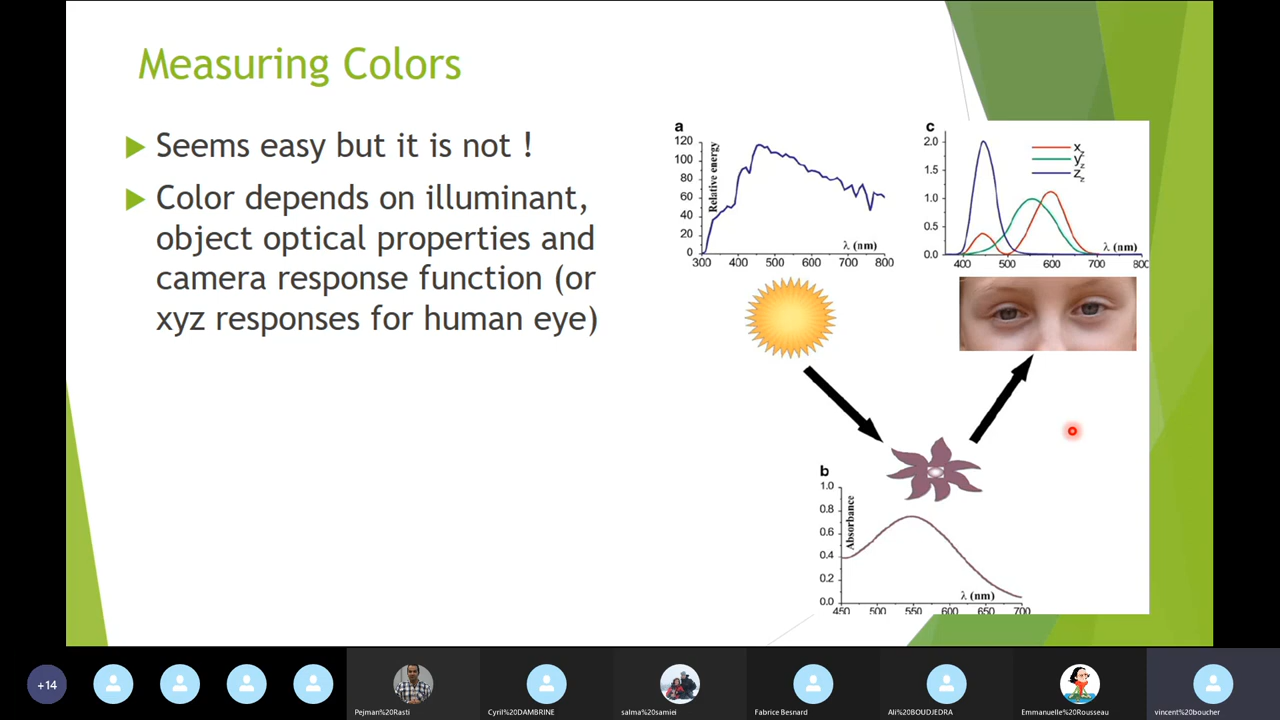 Measuring Colors
Seems easy but it is not !
Color depends on illuminant,
object optical properties and
camera response function (or
xyz responses for human eye)
a
120
100
80
60
40
20
0
Relative energy
λ (nm)
300 400 500 600 700 800
c
2.0
1.5
1.0
0.5
0.0
xz
yz
zz
λ (nm)
400 500 600 700 800
b
1.0
0.8
0.6
0.4
0.2
0.0
Absorbance
λ (nm)
450 500 550 600 650 700
+14
Pejman%20Rasti
Cyril%20DAMBRINE
salma%20samiei
Fabrice Besnard
Ali%20BOUDJEDRA
Emmanuelle%20Rousseau
vincent%20boucher